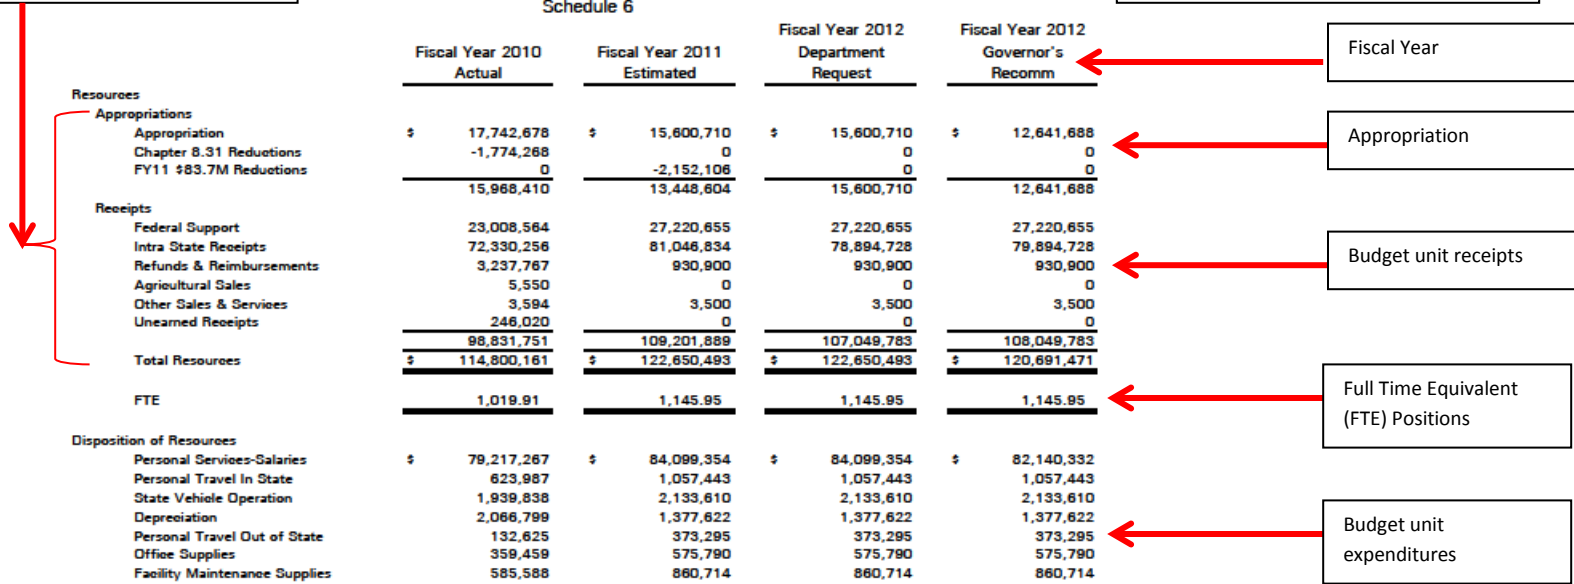 Schedule 6
Fiscal Year 2010 Actual Fiscal Year 2011 Estimated Fiscal Year 2012 Department Request Fiscal Year 2012 Governor's Recomm
Fiscal Year
Resources
Appropriations
Appropriation $ 17,742,678 $ 15,600,710 $ 15,600,710 $ 12,641,688
Appropriation
Chapter 8.31 Reductions -1,774,268 0 0 0
FY11 $83.7M Reductions 0 -2,152,106 0 0
15,968,410 13,448,604 15,600,710 12,641,688
Receipts
Federal Support 23,008,564 27,220,655 27,220,655 27,220,655
Intra State Receipts 72,330,256 81,046,834 78,894,728 79,894,728
Budget unit receipts
Refunds & Reimbursements 3,237,767 930,900 930,900 930,900
Agricultural Sales 5,550 0 0 0
Other Sales & Services 3,594 3,500 3,500 3,500
Unearned Receipts 246,020 0 0 0
98,831,751 109,201,889 107,049,783 108,049,783
Total Resources $ 114,800,161 $ 122,650,493 $ 122,650,493 $ 120,691,471
FTE 1,019.91 1,145.95 1,145.95 1,145.95
Full Time Equivalent
(FTE) Positions
Disposition of Resources
Personal Services-Salaries $ 79,217,267 $ 84,099,354 $ 84,099,354 $ 82,140,332
Personal Travel In State 623,987 1,057,443 1,057,443 1,057,443
State Vehicle Operation 1,939,838 2,133,610 2,133,610 2,133,610
Depreciation 2,066,799 1,377,622 1,377,622 1,377,622
Personal Travel Out of State 132,625 373,295 373,295 373,295
Budget unit
expenditures
Office Supplies 359,459 575,790 575,790 575,790
Facility Maintenance Supplies 585,588 860,714 860,714 860,714